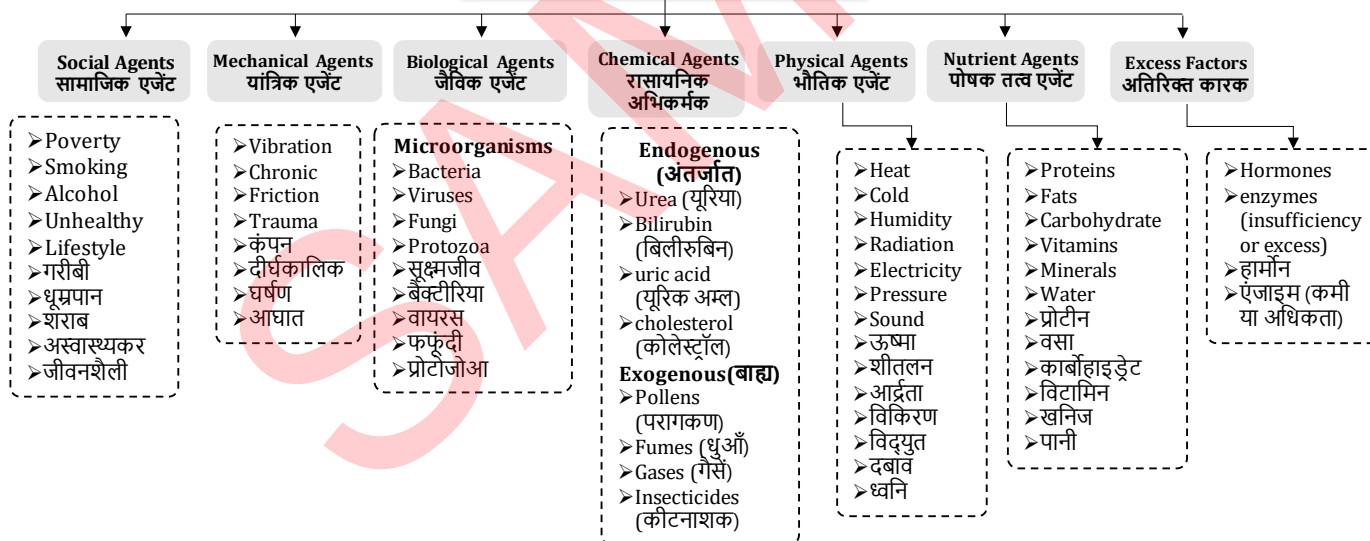 Social Agents
सामाजिक एजेंट
Mechanical Agents
यांत्रिक एजेंट
Biological Agents
जैविक एजेंट
Chemical Agents
रासायनिक
अभिकर्मक
Physical Agents
भौतिक एजेंट
Nutrient Agents
पोषक तत्व एजेंट
Excess Factors
अतिरिक्त कारक
➢Poverty
➢Smoking
➢Alcohol
➢Unhealthy
➢Lifestyle
➢गरीबी
➢धूम्रपान
➢शराब
➢अस्वास्थ्यकर
➢जीवनशैली
➢Vibration
➢Chronic
➢Friction
➢Trauma
➢कंपन
➢दीर्घकालिक
➢घर्षण
➢आघात
Microorganisms
➢Bacteria
➢Viruses
➢Fungi
➢Protozoa
➢सूक्ष्मजीव
➢बैक्टीरिया
➢वायरस
➢फफूंदी
➢प्रोटोजोआ
Endogenous
(अंतर्जात)
➢Urea (यूरिया)
➢Bilirubin
(बिलीरुबिन)
➢uric acid
(यूरिक अम्ल)
➢cholesterol
(कोलेस्ट्रॉल)
Exogenous(बाह्य)
➢Pollens
(परागकण)
➢Fumes (धुआँ)
➢Gases (गैसें)
➢Insecticides
(कीटनाशक)
➢Heat
➢Cold
➢Humidity
➢Radiation
➢Electricity
➢Pressure
➢Sound
➢ऊष्मा
➢शीतलन
➢आर्द्रता
➢विकिरण
➢विद्युत
➢दबाव
➢ध्वनि
➢Proteins
➢Fats
➢Carbohydrate
➢Vitamins
➢Minerals
➢Water
➢प्रोटीन
➢वसा
➢कार्बोहाइड्रेट
➢विटामिन
➢खनिज
➢पानी
➢Hormones
➢enzymes
(insufficiency
or excess)
➢हार्मोन
➢एंजाइम (कमी
या अधिकता)
SAM